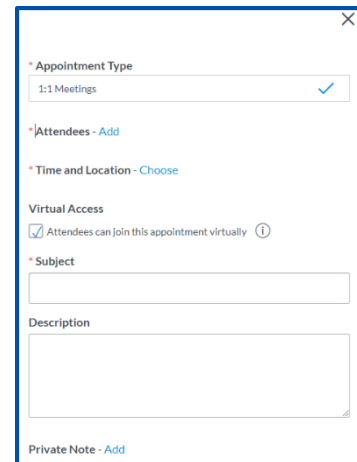 * Appointment Type
1:1 Meetings
* Attendees - Add
* Time and Location - Choose
Virtual Access
Attendees can join this appointment virtually
* Subject
Description
Private Note - Add